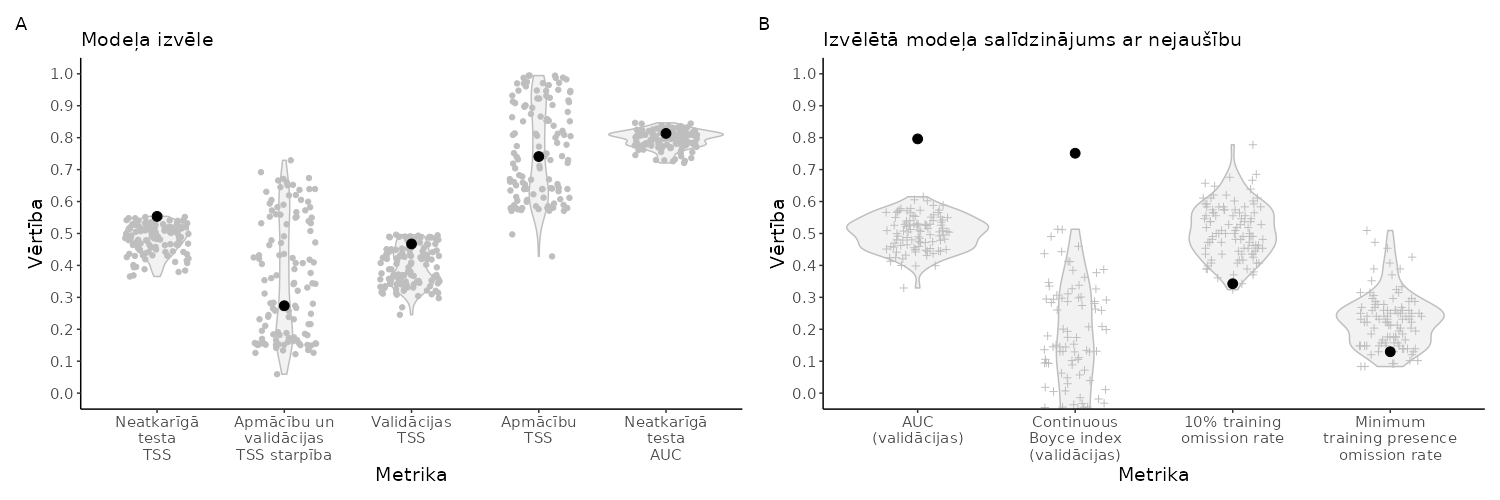 A
Modeļa izvēle
Vērtība
1.0
0.9
0.8
0.7
0.6
0.5
0.4
0.3
0.2
0.1
0.0
Neatkarīgā
testa
TSS
Apmācību un
validācijas
TSS starpība
Validācijas
TSS
Apmācību
TSS
Neatkarīgā
testa
AUC
Metrika
B
Izvēlētā modeļa salīdzinājums ar nejaušību
Vērtība
1.0
0.9
0.8
0.7
0.6
0.5
0.4
0.3
0.2
0.1
0.0
AUC
(validācijas)
Continuous
Boyce index
(validācijas)
10% training
omission rate
Minimum
training presence
omission rate
Metrika